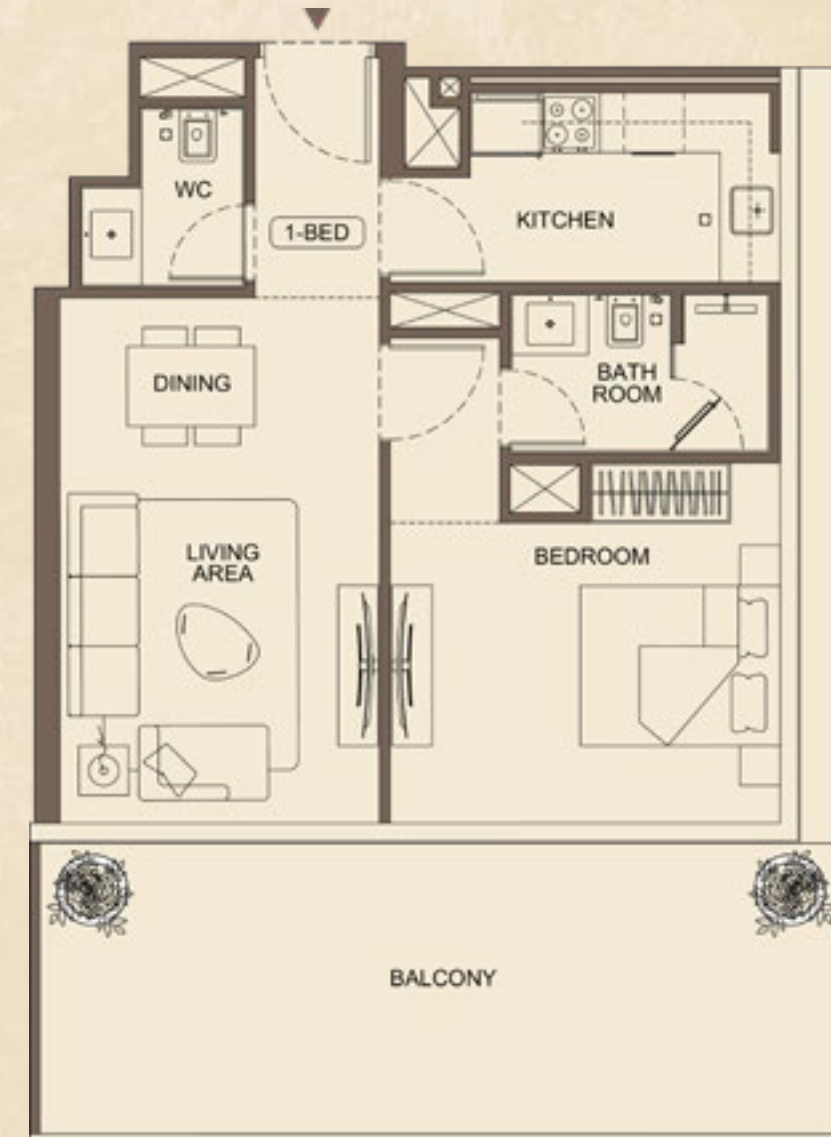 WC
1-BED
KITCHEN
DINING
BATH
ROOM
LIVING
AREA
BEDROOM
BALCONY